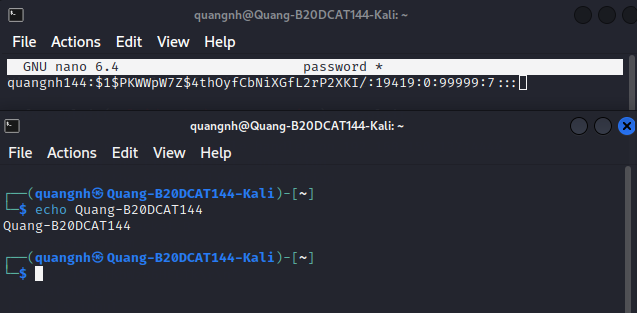 quangnh@Quang-B20DCAT144-Kali: ~
File Actions Edit View Help
GNU nano 6.4 password *
quangnh144:$1$PKWWpW7Z$4thOyfCbNiXGfL2rP2XKI/:19419:0:99999:7:::
quangnh@Quang-B20DCAT144-Kali: ~
File Actions Edit View Help
┌──(quangnh㉿Quang-B20DCAT144-Kali)-[~]
└─$ echo Quang-B20DCAT144
Quang-B20DCAT144
┌──(quangnh㉿Quang-B20DCAT144-Kali)-[~]
└─$